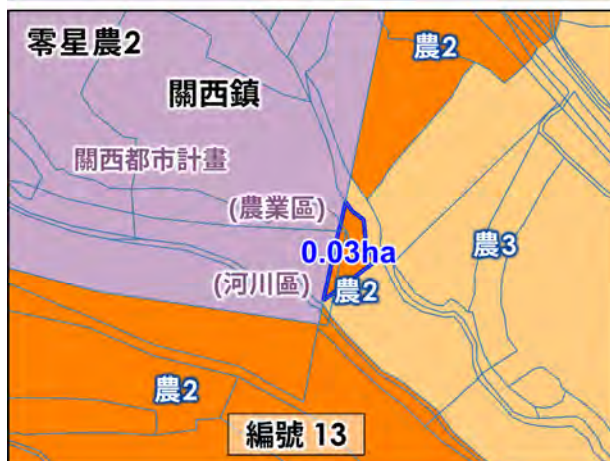 零星農2
農2
關西鎮
關西都市計畫
(農業區)
0.03ha
農3
(河川區)
農2
農2
編號 13